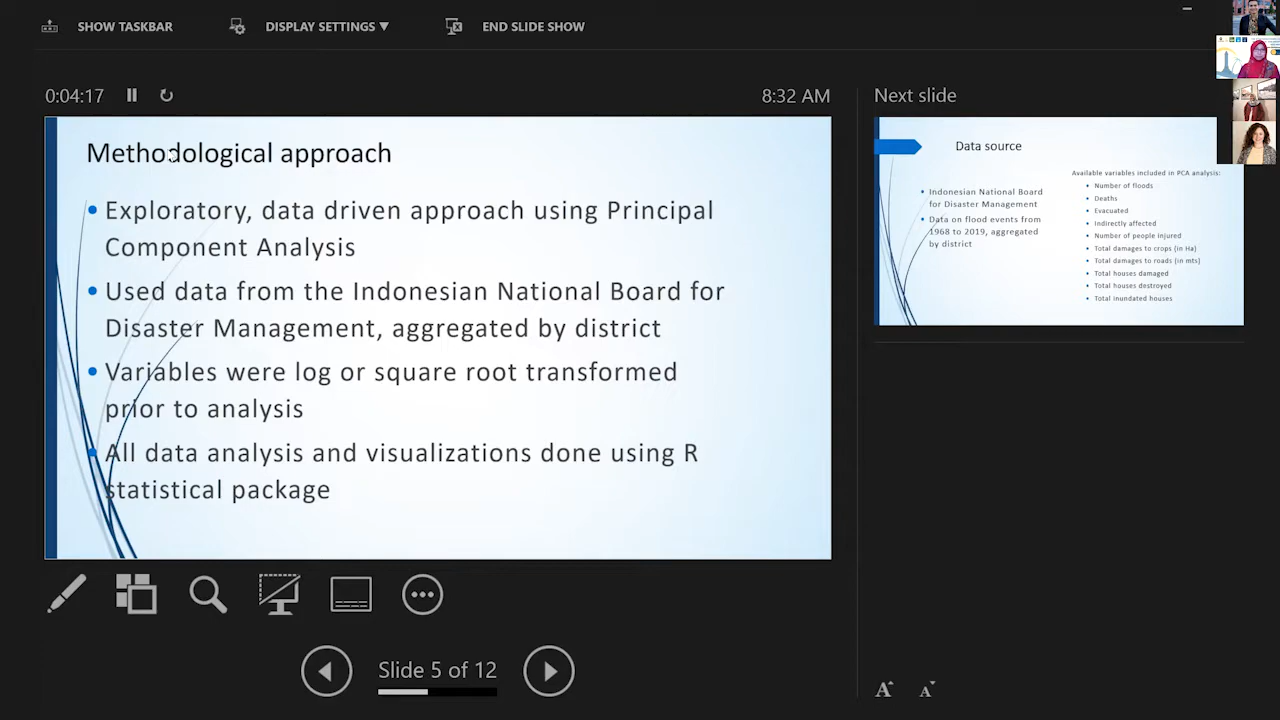 SHOW TASKBAR
DISPLAY SETTINGS ▼
END SLIDE SHOW
0:04:17
8:32 AM
Methodological approach
• Exploratory, data driven approach using Principal
Component Analysis
• Used data from the Indonesian National Board for
Disaster Management, aggregated by district
• Variables were log or square root transformed
prior to analysis
• All data analysis and visualizations done using R
statistical package
Slide 5 of 12
Next slide
Data source
• Indonesian National Board
for Disaster Management
• Data on flood events from
1968 to 2019, aggregated
by district
Available variables included in PCA analysis:
• Number of floods
• Deaths
• Evacuated
• Indirectly affected
• Number of people injured
• Total damages to crops (in Ha)
• Total damages to roads (in mts)
• Total houses damaged
• Total houses destroyed
• Total inundated houses
A A